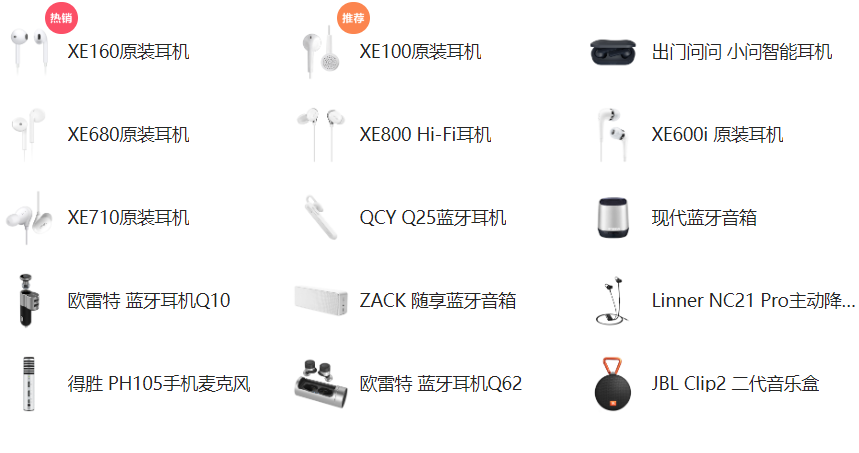 热销
XE160原装耳机
推荐
XE100原装耳机
出门问问 小问智能耳机
XE680原装耳机
XE800 Hi-Fi耳机
XE600i 原装耳机
XE710原装耳机
QCY Q25蓝牙耳机
现代蓝牙音箱
欧雷特 蓝牙耳机Q10
ZACK 随享蓝牙音箱
Linner NC21 Pro主动降...
得胜 PH105手机麦克风
欧雷特 蓝牙耳机Q62
JBL Clip2 二代音乐盒